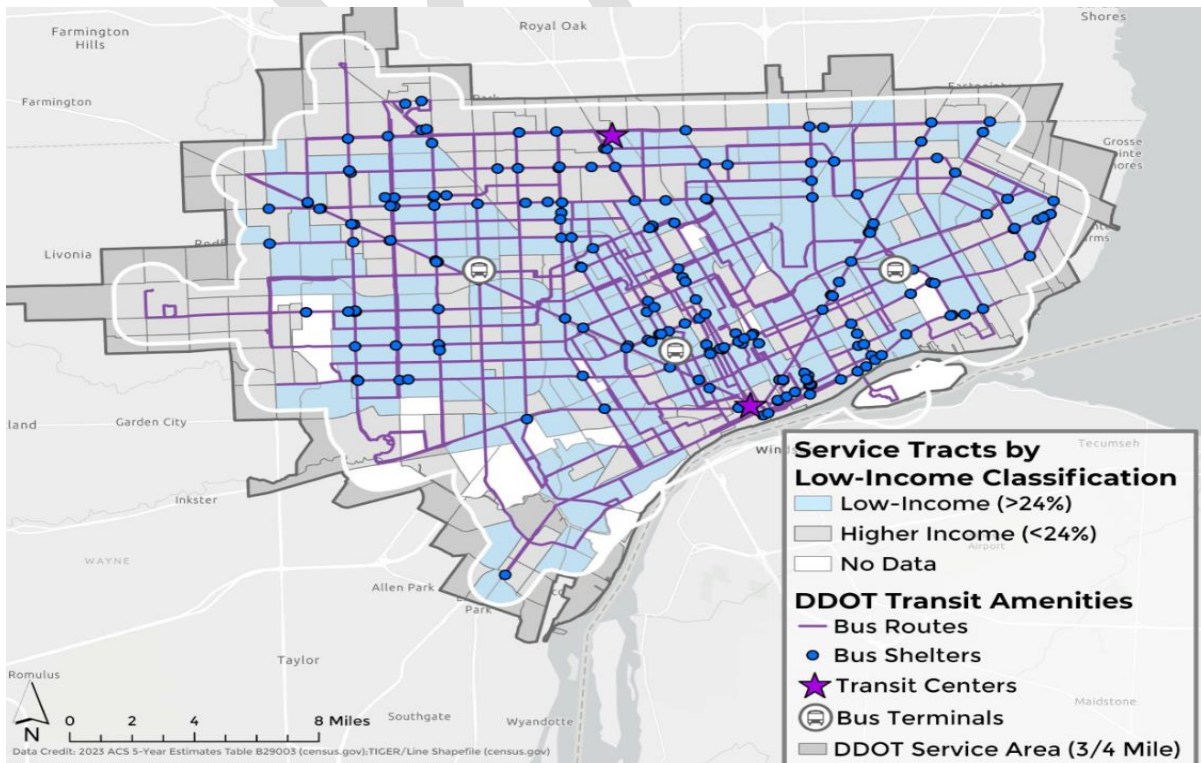 Farmington
Hills
Royal Oak
Shores
Farmington
Park
Eastpointe
Grosse
Pointe
Shores
Livonia
Garden City
Inkster
WAYNE
Allen Park
Park
Taylor
Romulus
Southgate
Wyandotte
Tecumseh
Airport
Maidstone
Service Tracts by
Low-Income Classification
Low-Income (>24%)
Higher Income (<24%)
No Data
DDOT Transit Amenities
Bus Routes
Bus Shelters
Transit Centers
Bus Terminals
DDOT Service Area (3/4 Mile)
N
0 2 4 8 Miles
Data Credit: 2023 ACS 5-Year Estimates Table B29003 (census.gov);TIGER/Line Shapefile (census.gov)